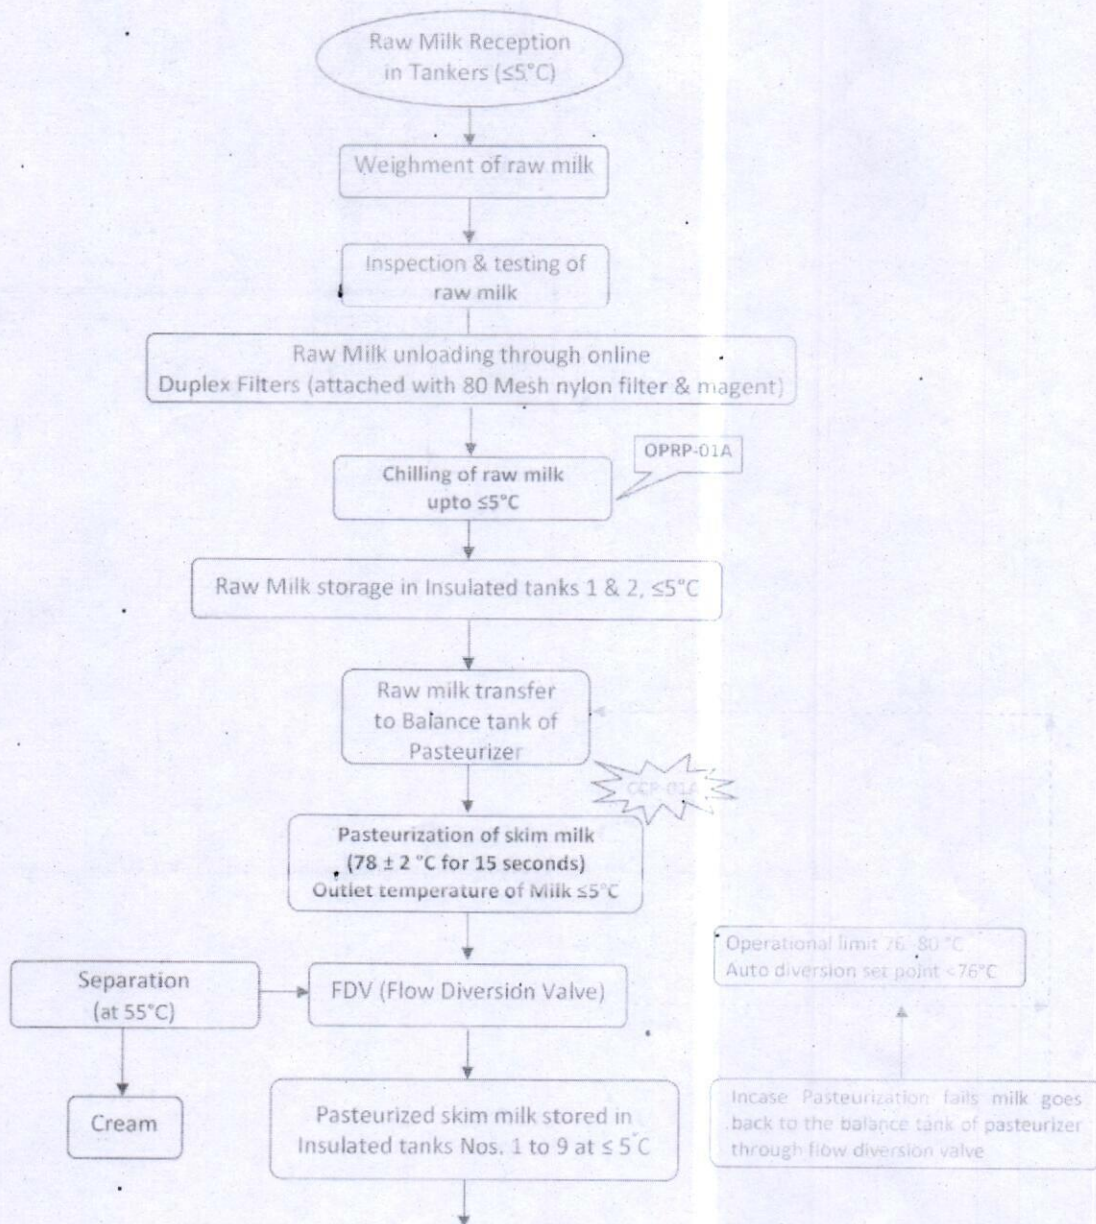 Raw Milk Reception
in Tankers (≤5°C)
Weighment of raw milk
Inspection & testing of
raw milk
Raw Milk unloading through online
Duplex Filters (attached with 80 Mesh nylon filter & magent)
OPRP-01A
Chilling of raw milk
upto ≤5°C
Raw Milk storage in Insulated tanks 1 & 2, ≤5°C
Raw milk transfer
to Balance tank of
Pasteurizer
CCP-01A
Pasteurization of skim milk
(78 ± 2 °C for 15 seconds)
Outlet temperature of Milk ≤5°C
Operational limit 76-80 °C
Auto diversion set point <76°C
Separation
(at 55°C)
FDV (Flow Diversion Valve)
Cream
Pasteurized skim milk stored in
Insulated tanks Nos. 1 to 9 at ≤ 5°C
Incase Pasteurization fails milk goes
back to the balance tank of pasteurizer
through flow diversion valve